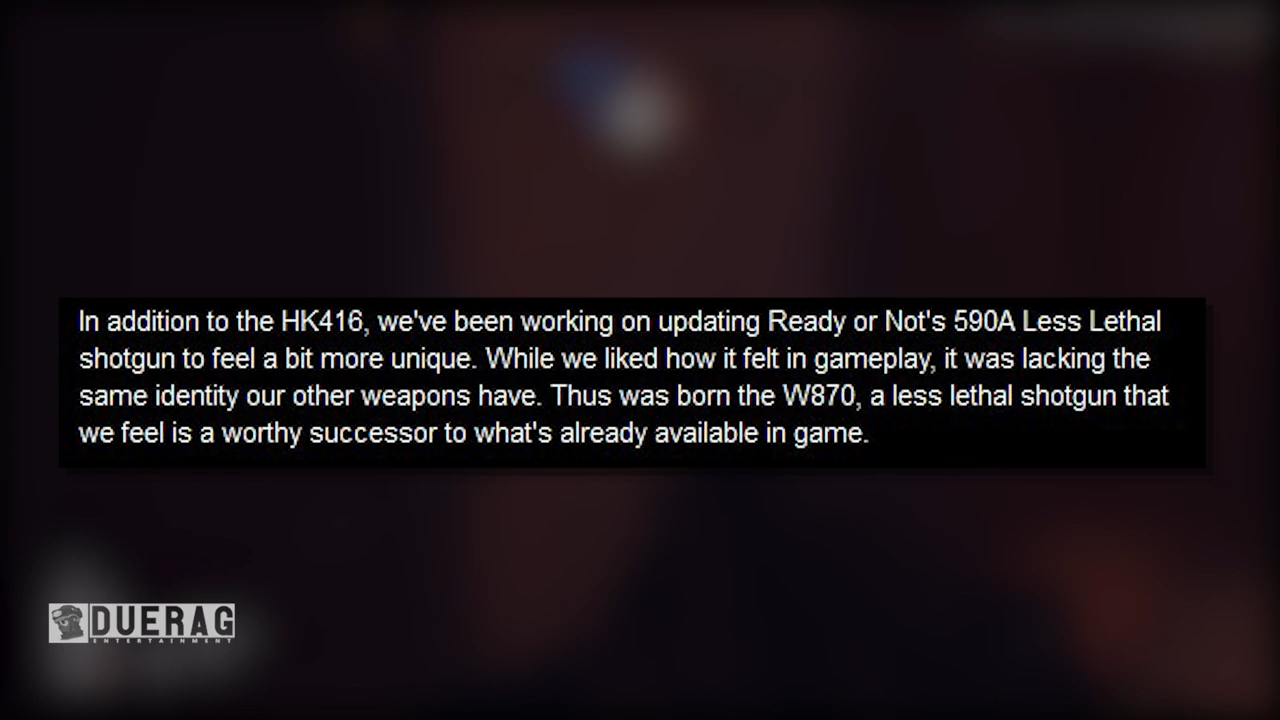 In addition to the HK416, we've been working on updating Ready or Not's 590A Less Lethal
shotgun to feel a bit more unique. While we liked how it felt in gameplay, it was lacking the
same identity our other weapons have. Thus was born the W870, a less lethal shotgun that
we feel is a worthy successor to what's already available in game.
DUERAG
ENTERTAINMENT